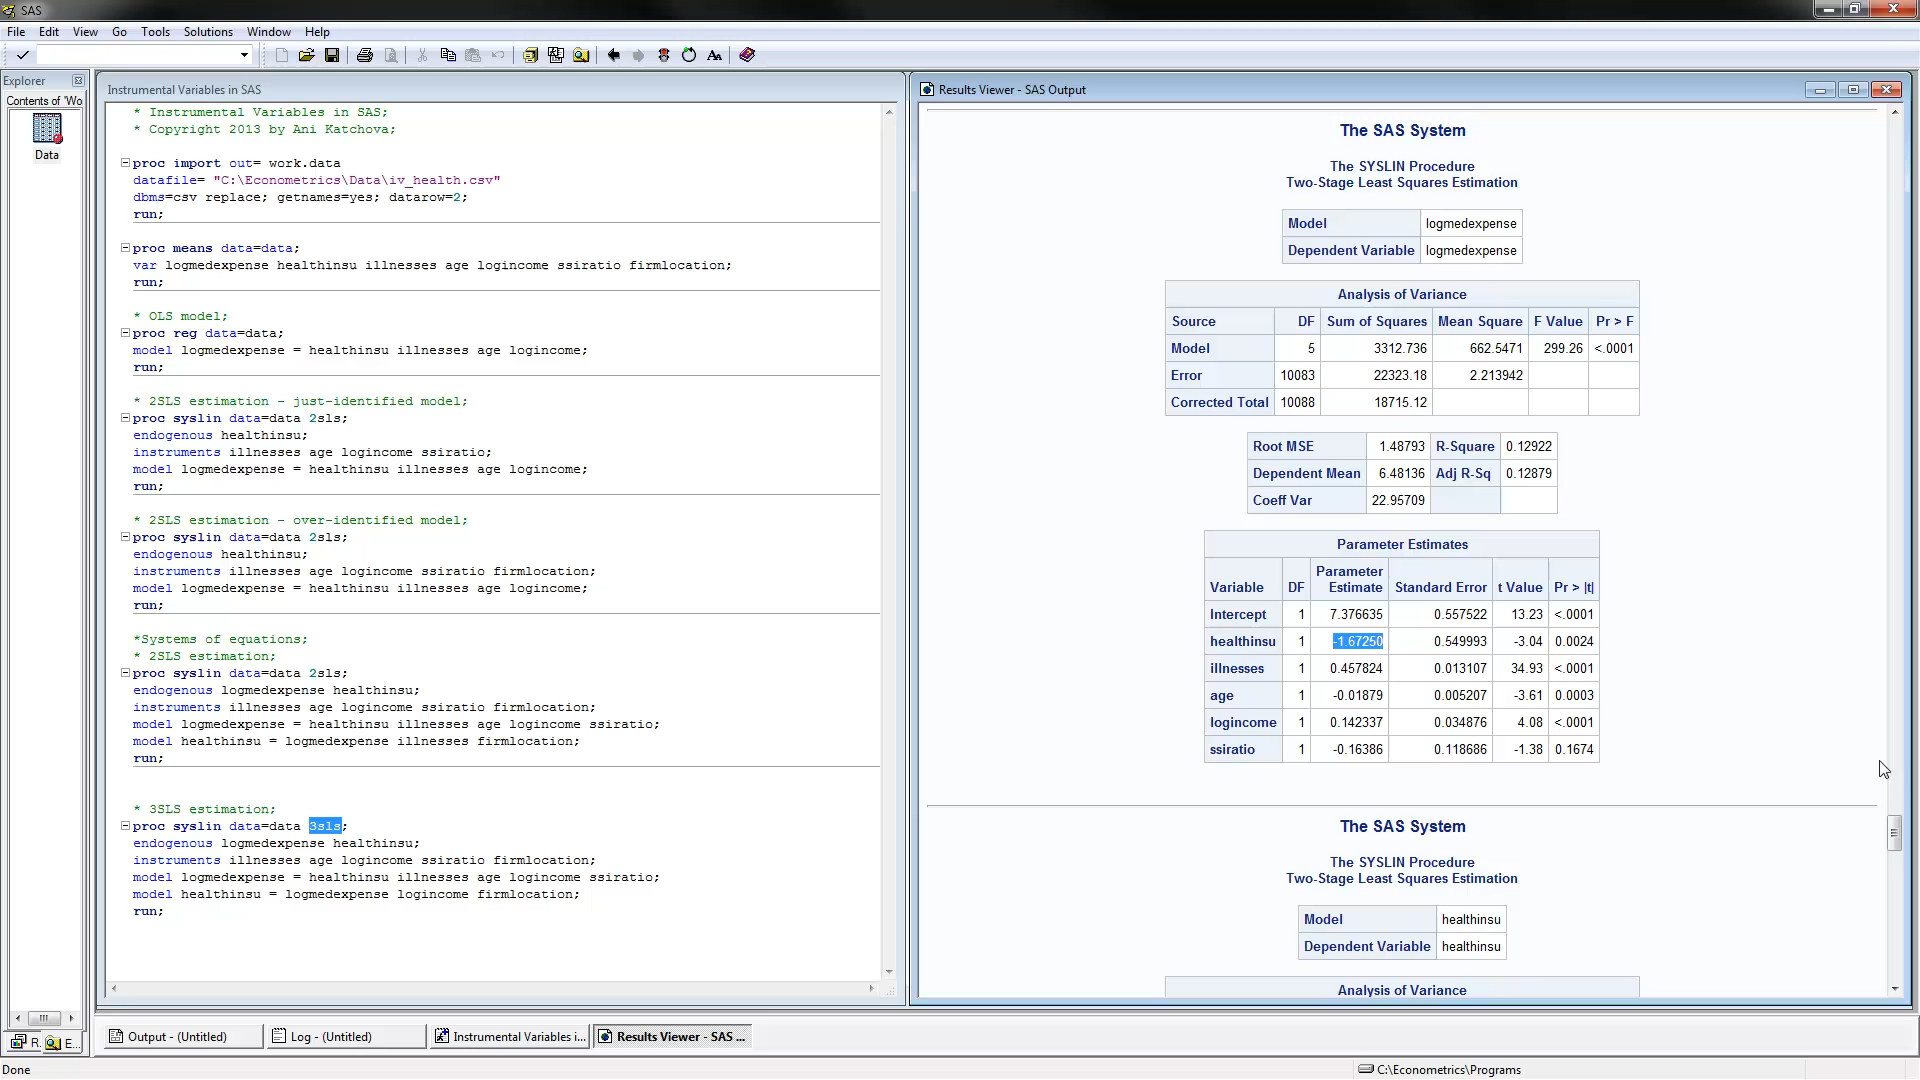 SAS
File Edit View Go Tools Solutions Window Help
Explorer
Contents of 'Wo
Data
Instrumental Variables in SAS
* Instrumental Variables in SAS;
* Copyright 2013 by Ani Katchova;
proc import out= work.data
datafile= "C:\Econometrics\Data\iv_health.csv"
dbms=csv replace; getnames=yes; datarow=2;
run;
proc means data=data;
var logmedexpense healthinsu illnesses age logincome ssiratio firmlocation;
run;
* OLS model;
proc reg data=data;
model logmedexpense = healthinsu illnesses age logincome;
run;
* 2SLS estimation - just-identified model;
proc syslin data=data 2sls;
endogenous healthinsu;
instruments illnesses age logincome ssiratio;
model logmedexpense = healthinsu illnesses age logincome;
run;
* 2SLS estimation - over-identified model;
proc syslin data=data 2sls;
endogenous healthinsu;
instruments illnesses age logincome ssiratio firmlocation;
model logmedexpense = healthinsu illnesses age logincome;
run;
*Systems of equations;
* 2SLS estimation;
proc syslin data=data 2sls;
endogenous logmedexpense healthinsu;
instruments illnesses age logincome ssiratio firmlocation;
model logmedexpense = healthinsu illnesses age logincome ssiratio;
model healthinsu = logmedexpense illnesses firmlocation;
run;
* 3SLS estimation;
proc syslin data=data 3sls;
endogenous logmedexpense healthinsu;
instruments illnesses age logincome ssiratio firmlocation;
model logmedexpense = healthinsu illnesses age logincome ssiratio;
model healthinsu = logmedexpense logincome firmlocation;
run;
Results Viewer - SAS Output
The SAS System
The SYSLIN Procedure
Two-Stage Least Squares Estimation
Model logmedexpense
Dependent Variable logmedexpense
Analysis of Variance
Source DF Sum of Squares Mean Square F Value Pr > F
Model 5 3312.736 662.5471 299.26 <.0001
Error 10083 22323.18 2.213942
Corrected Total 10088 18715.12
Root MSE 1.48793 R-Square 0.12922
Dependent Mean 6.48136 Adj R-Sq 0.12879
Coeff Var 22.95709
Parameter Estimates
Variable DF Parameter Estimate Standard Error t Value Pr > |t|
Intercept 1 7.376635 0.557522 13.23 <.0001
healthinsu 1 -1.67250 0.549993 -3.04 0.0024
illnesses 1 0.457824 0.013107 34.93 <.0001
age 1 -0.01879 0.005207 -3.61 0.0003
logincome 1 0.142337 0.034876 4.08 <.0001
ssiratio 1 -0.16386 0.118686 -1.38 0.1674
The SAS System
The SYSLIN Procedure
Two-Stage Least Squares Estimation
Model healthinsu
Dependent Variable healthinsu
Analysis of Variance
R. E...
Output - (Untitled) Log - (Untitled) Instrumental Variables i... Results Viewer - SAS ...
Done C:\Econometrics\Programs